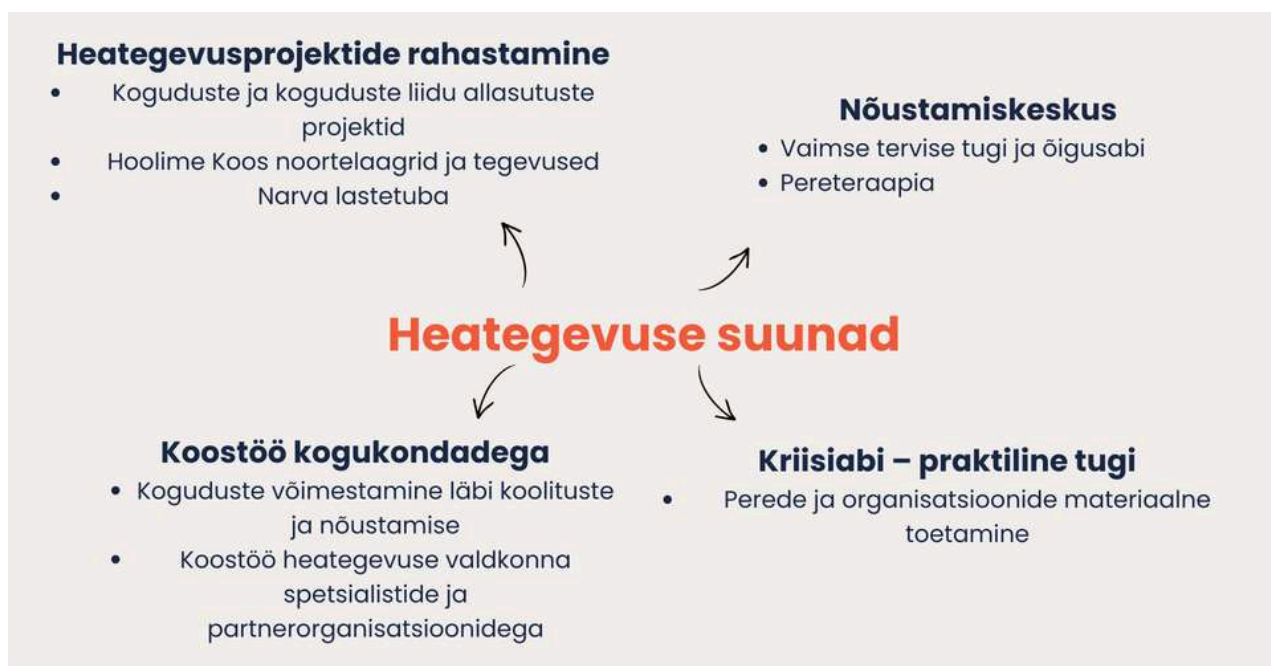 Heategevusprojektide rahastamine
• Koguduste ja koguduste liidu allasutuste
projektid
• Hoolime Koos noortelaagrid ja tegevused
• Narva lastetuba
Nõustamiskeskus
• Vaimse tervise tugi ja õigusabi
• Pereteraapia
Heategevuse suunad
Koostöö kogukondadega
• Koguduste võimestamine läbi koolituste
ja nõustamise
• Koostöö heategevuse valdkonna
spetsialistide ja
partnerorganisatsioonidega
Kriisiabi – praktiline tugi
• Perede ja organisatsioonide materiaalne
toetamine